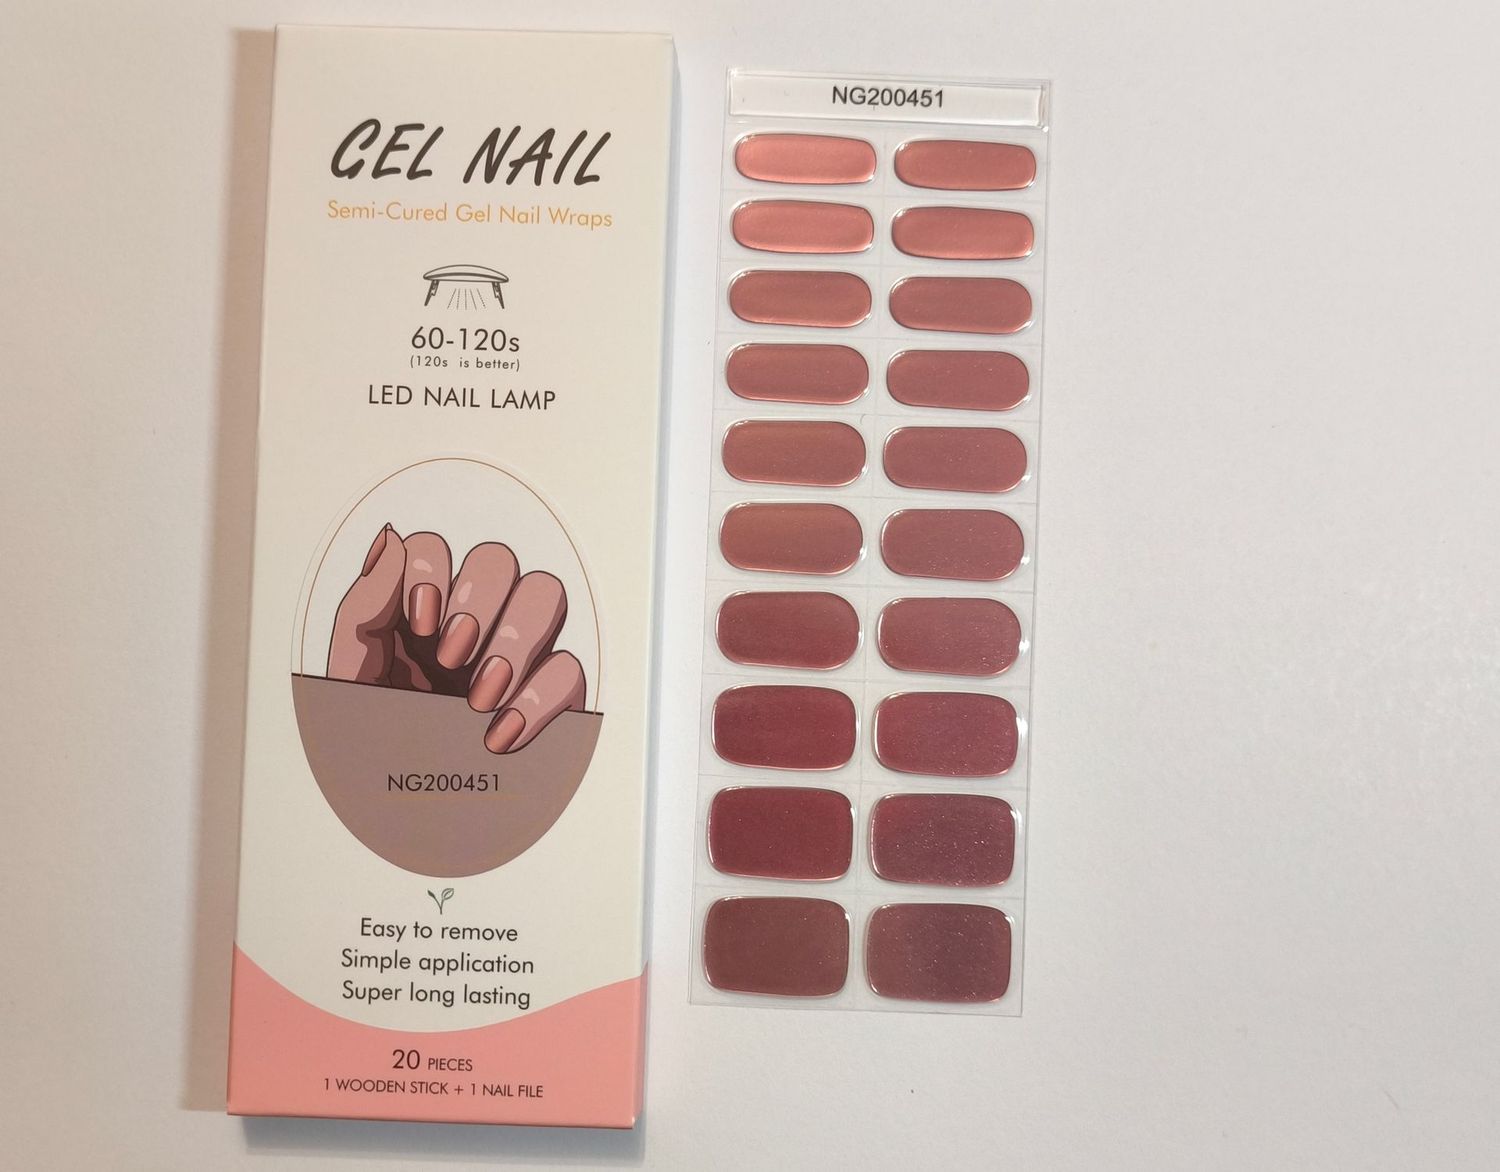 GEL NAIL
Semi-Cured Gel Nail Wraps
60-120s
(120s is better)
LED NAIL LAMP
NG200451
Easy to remove
Simple application
Super long lasting
20 PIECES
1 WOODEN STICK + 1 NAIL FILE
NG200451